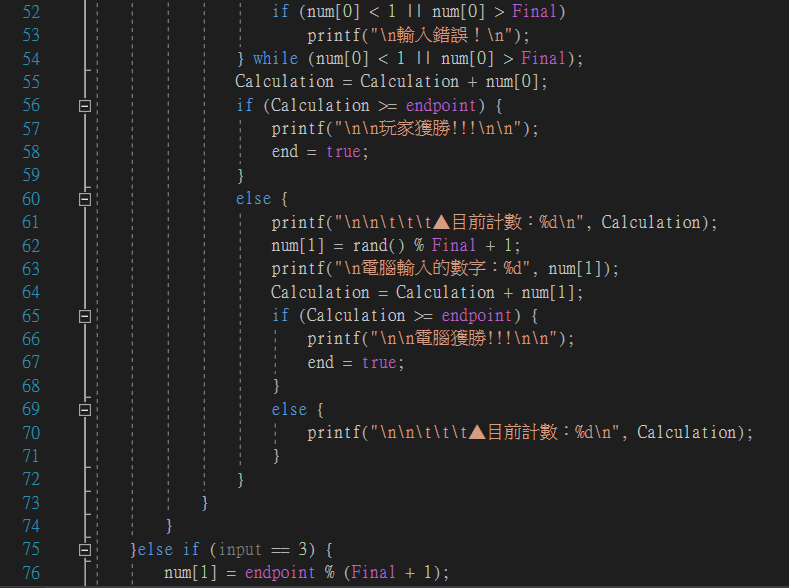 52 if (num[0] < 1 || num[0] > Final)
53 printf("\n輸入錯誤！\n");
54 } while (num[0] < 1 || num[0] > Final);
55 Calculation = Calculation + num[0];
56 if (Calculation >= endpoint) {
57 printf("\n\n玩家獲勝!!!\n\n");
58 end = true;
59 }
60 else {
61 printf("\n\n\t\t\t▲目前計數：%d\n", Calculation);
62 num[1] = rand() % Final + 1;
63 printf("\n電腦輸入的數字：%d", num[1]);
64 Calculation = Calculation + num[1];
65 if (Calculation >= endpoint) {
66 printf("\n\n電腦獲勝!!!\n\n");
67 end = true;
68 }
69 else {
70 printf("\n\n\t\t\t▲目前計數：%d\n", Calculation);
71 }
72 }
73 }
74 }
75 }else if (input == 3) {
76 num[1] = endpoint % (Final + 1);